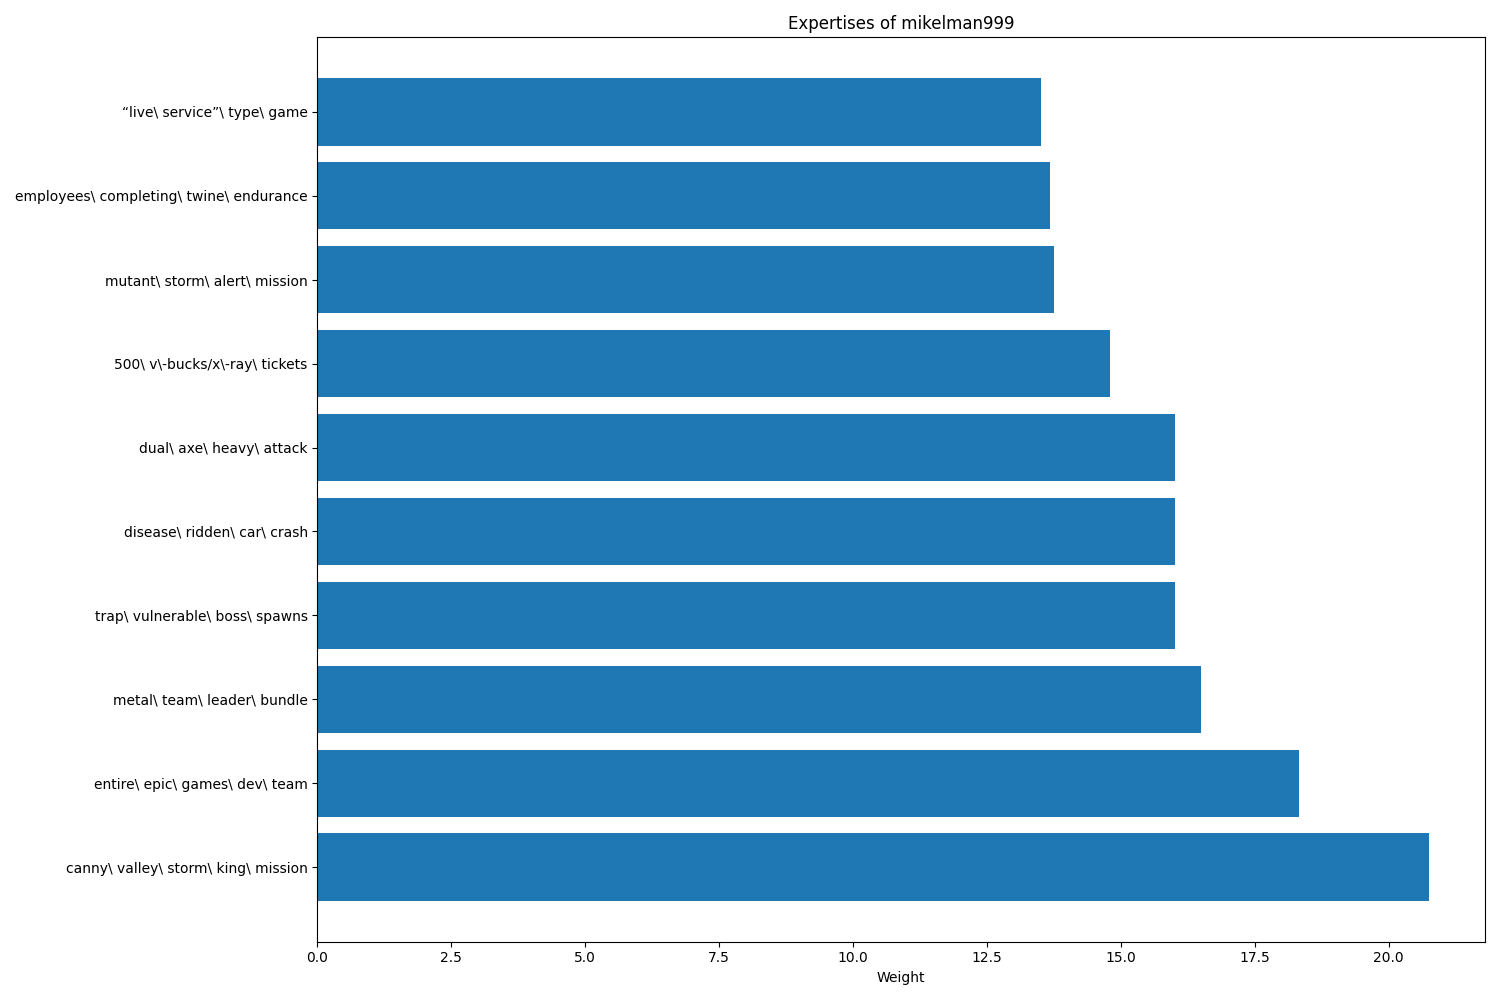 Expertises of mikelman999
“live\ service”\ type\ game
employees\ completing\ twine\ endurance
mutant\ storm\ alert\ mission
500\ v\-bucks/x\-ray\ tickets
dual\ axe\ heavy\ attack
disease\ ridden\ car\ crash
trap\ vulnerable\ boss\ spawns
metal\ team\ leader\ bundle
entire\ epic\ games\ dev\ team
canny\ valley\ storm\ king\ mission
0.0 2.5 5.0 7.5 10.0 12.5 15.0 17.5 20.0
Weight